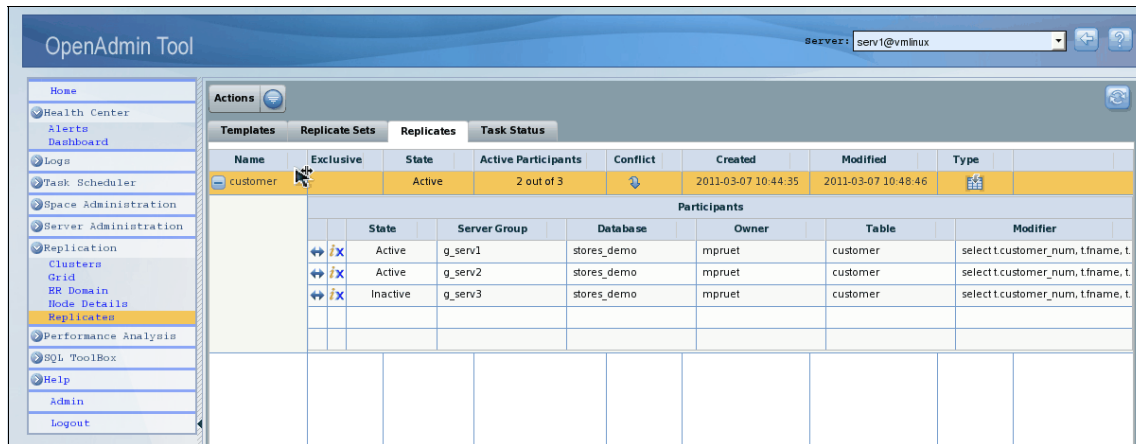 OpenAdmin Tool
Server: serv1@vmlinux
Home
Health Center
Alerts
Dashboard
Logs
Task Scheduler
Space Administration
Server Administration
Replication
Clusters
Grid
ER Domain
Node Details
Replicates
Performance Analysis
SQL ToolBox
Help
Admin
Logout
Actions
Templates Replicate Sets Replicates Task Status
Name Exclusive State Active Participants Conflict Created Modified Type
customer Active 2 out of 3 2011-03-07 10:44:35 2011-03-07 10:48:46
Participants
State Server Group Database Owner Table Modifier
ix Active g_serv1 stores_demo mpruet customer select t.customer_num, t.fname, t.
ix Active g_serv2 stores_demo mpruet customer select t.customer_num, t.fname, t.
ix Inactive g_serv3 stores_demo mpruet customer select t.customer_num, t.fname, t.